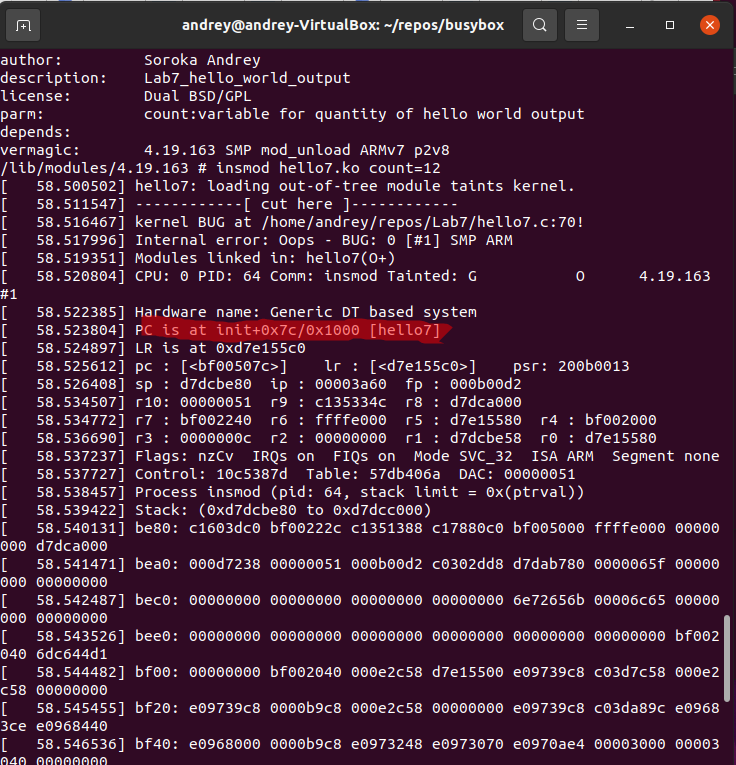 andrey@andrey-VirtualBox: ~/repos/busybox
author:         Soroka Andrey
description:    Lab7_hello_world_output
license:        Dual BSD/GPL
parm:           count:variable for quantity of hello world output
depends:
vermagic:       4.19.163 SMP mod_unload ARMv7 p2v8
/lib/modules/4.19.163 # insmod hello7.ko count=12
[   58.500502] hello7: loading out-of-tree module taints kernel.
[   58.511547] ------------[ cut here ]------------
[   58.516467] kernel BUG at /home/andrey/repos/Lab7/hello7.c:70!
[   58.517996] Internal error: Oops - BUG: 0 [#1] SMP ARM
[   58.519351] Modules linked in: hello7(O+)
[   58.520804] CPU: 0 PID: 64 Comm: insmod Tainted: G           O      4.19.163
#1
[   58.522385] Hardware name: Generic DT based system
[   58.523804] PC is at init+0x7c/0x1000 [hello7]
[   58.524897] LR is at 0xd7e155c0
[   58.525612] pc : [<bf00507c>]    lr : [<d7e155c0>]    psr: 200b0013
[   58.526408] sp : d7dcbe80  ip : 00003a60  fp : 000b00d2
[   58.534507] r10: 00000051  r9 : c135334c  r8 : d7dca000
[   58.534772] r7 : bf002240  r6 : ffffe000  r5 : d7e15580  r4 : bf002000
[   58.536690] r3 : 0000000c  r2 : 00000000  r1 : d7dcbe58  r0 : d7e15580
[   58.537237] Flags: nzCv  IRQs on  FIQs on  Mode SVC_32  ISA ARM  Segment none
[   58.537727] Control: 10c5387d  Table: 57db406a  DAC: 00000051
[   58.538457] Process insmod (pid: 64, stack limit = 0x(ptrval))
[   58.539422] Stack: (0xd7dcbe80 to 0xd7dcc000)
[   58.540131] be80: c1603dc0 bf00222c c1351388 c17880c0 bf005000 ffffe000 00000
000 d7dca000
[   58.541471] bea0: 000d7238 00000051 000b00d2 c0302dd8 d7dab780 0000065f 00000
000 00000000
[   58.542487] bec0: 00000000 00000000 00000000 00000000 6e72656b 00006c65 00000
000 00000000
[   58.543526] bee0: 00000000 00000000 00000000 00000000 00000000 00000000 bf002
040 6dc644d1
[   58.544482] bf00: 00000000 bf002040 000e2c58 d7e15500 e09739c8 c03d7c58 000e2
c58 00000000
[   58.545455] bf20: e09739c8 0000b9c8 000e2c58 00000000 e09739c8 c03da89c e0968
3ce e0968440
[   58.546536] bf40: e0968000 0000b9c8 e0973248 e0973070 e0970ae4 00003000 00003
040 00000000